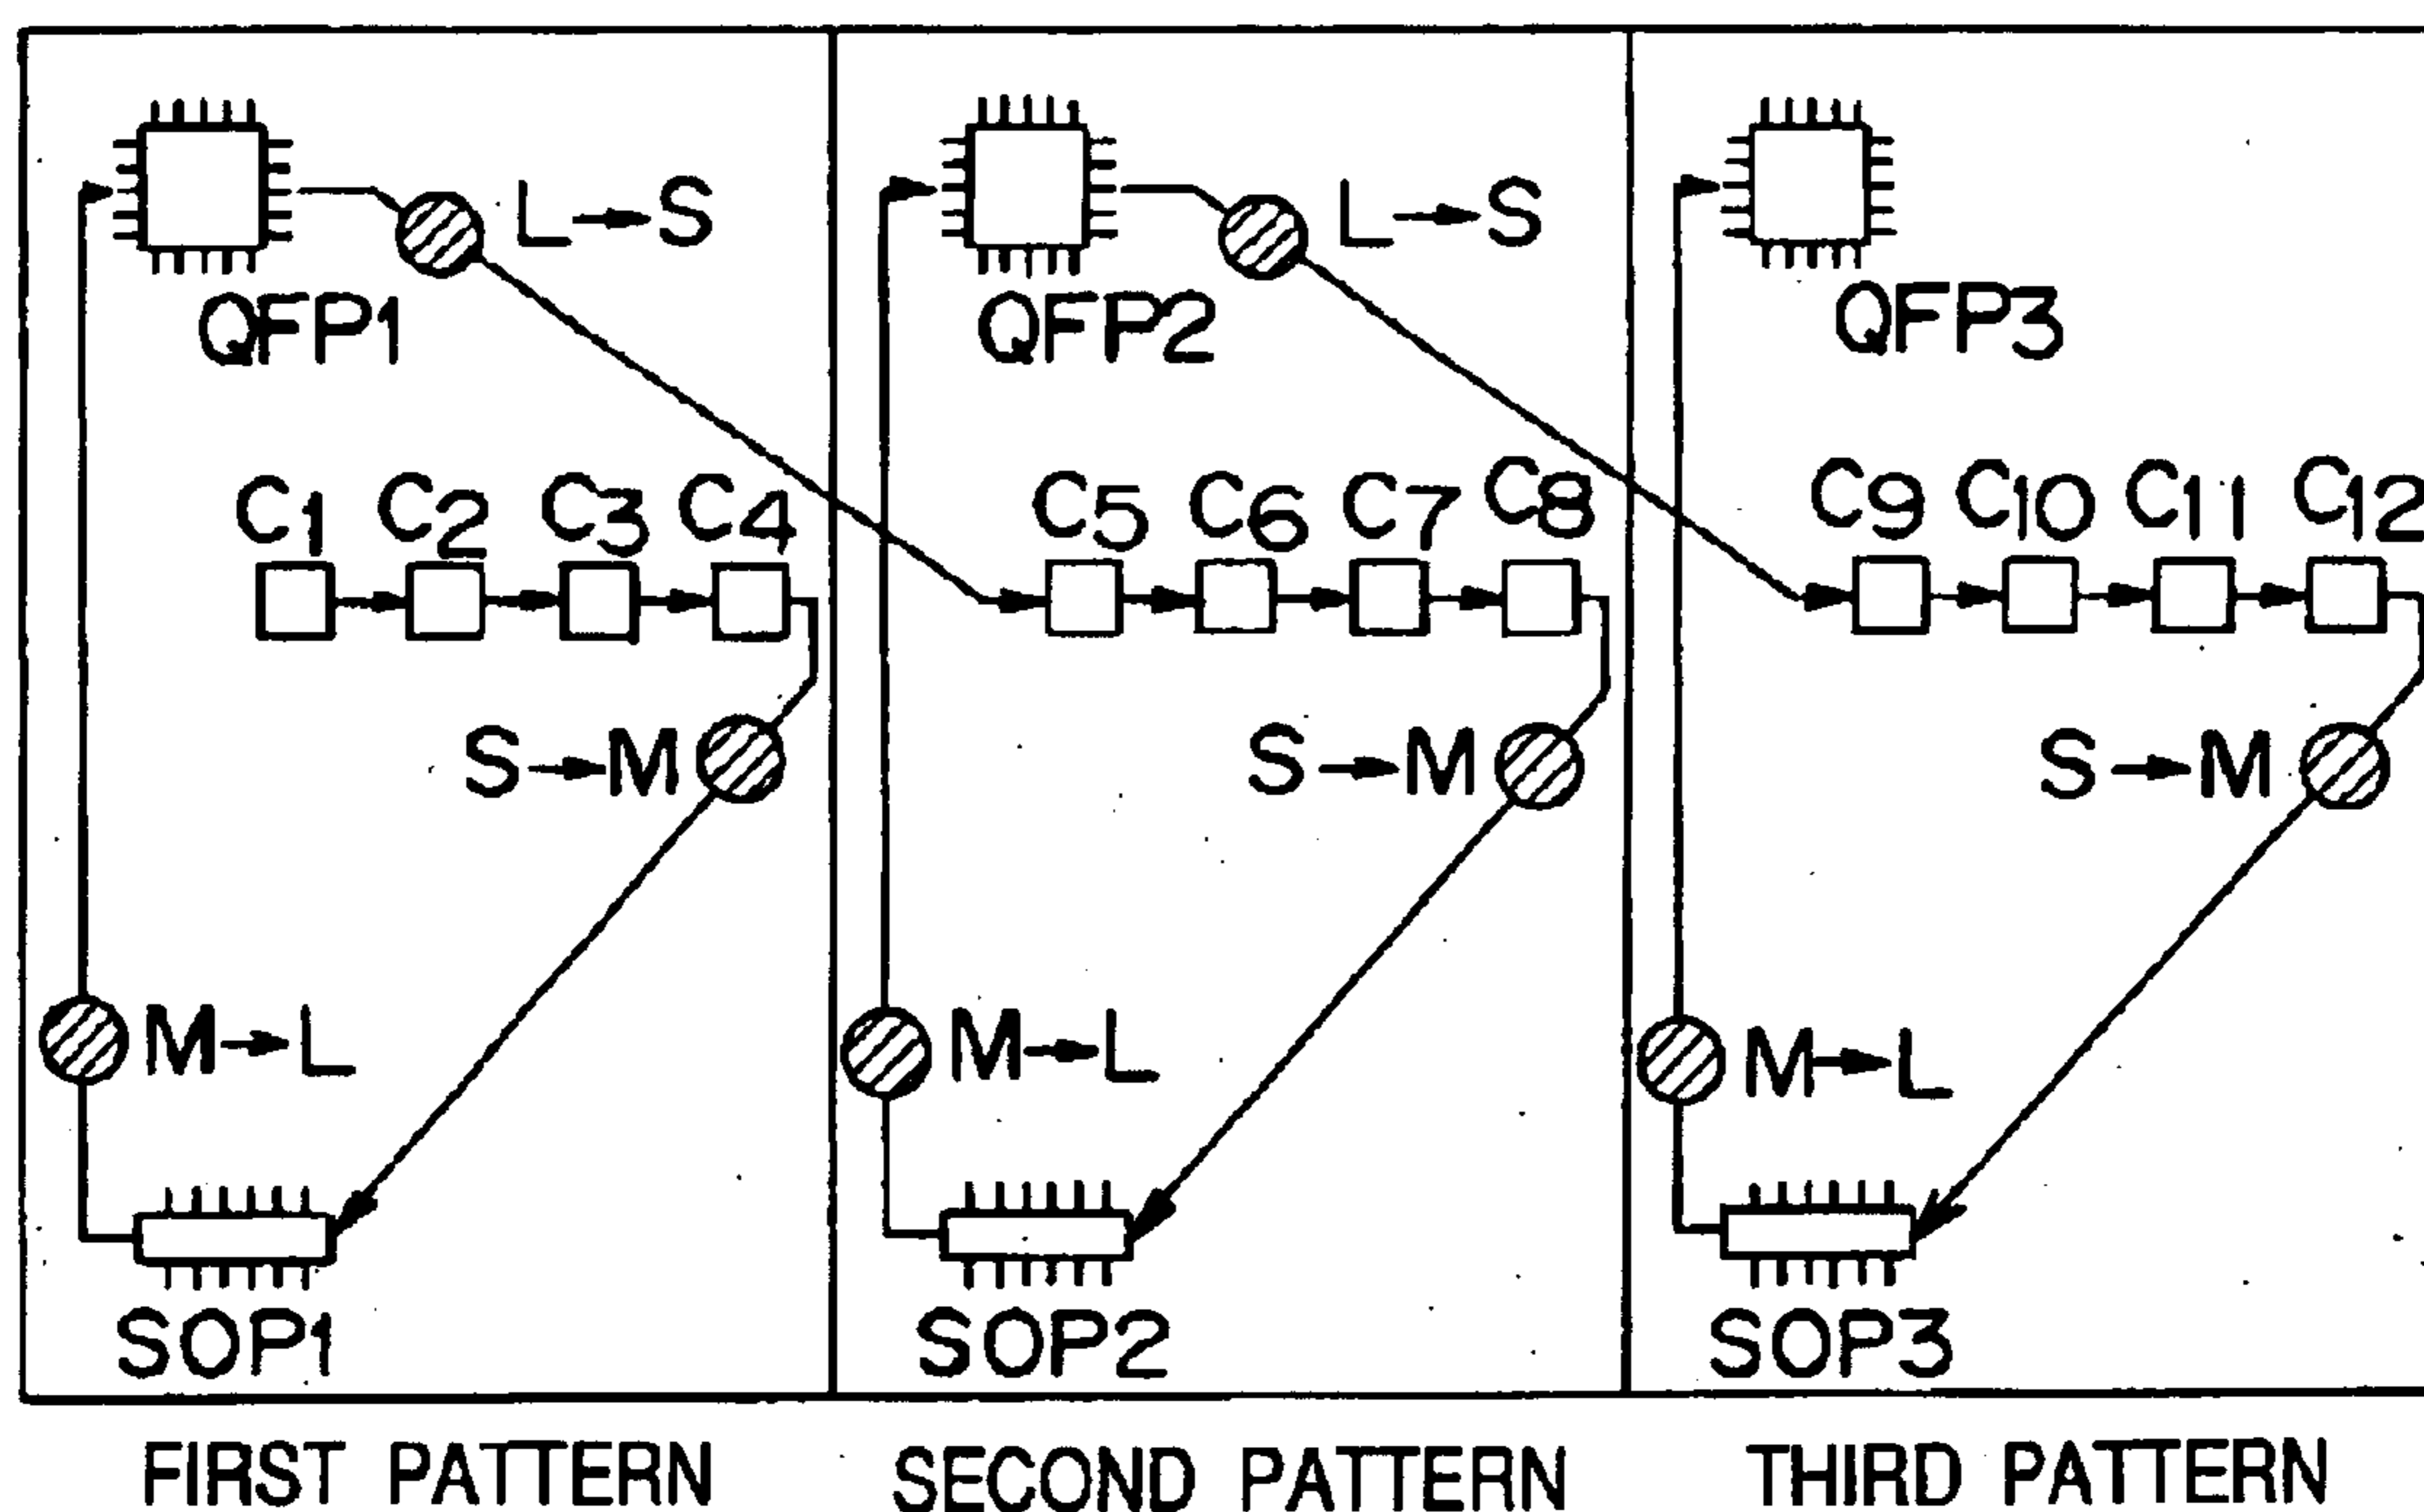 L→S L→S
QFP1 QFP2 QFP3
C1 C2 C3 C4 C5 C6 C7 C8 C9 C10 C11 C12
S→M S→M S→M
M→L M→L M→L
SOP1 SOP2 SOP3
FIRST PATTERN SECOND PATTERN THIRD PATTERN